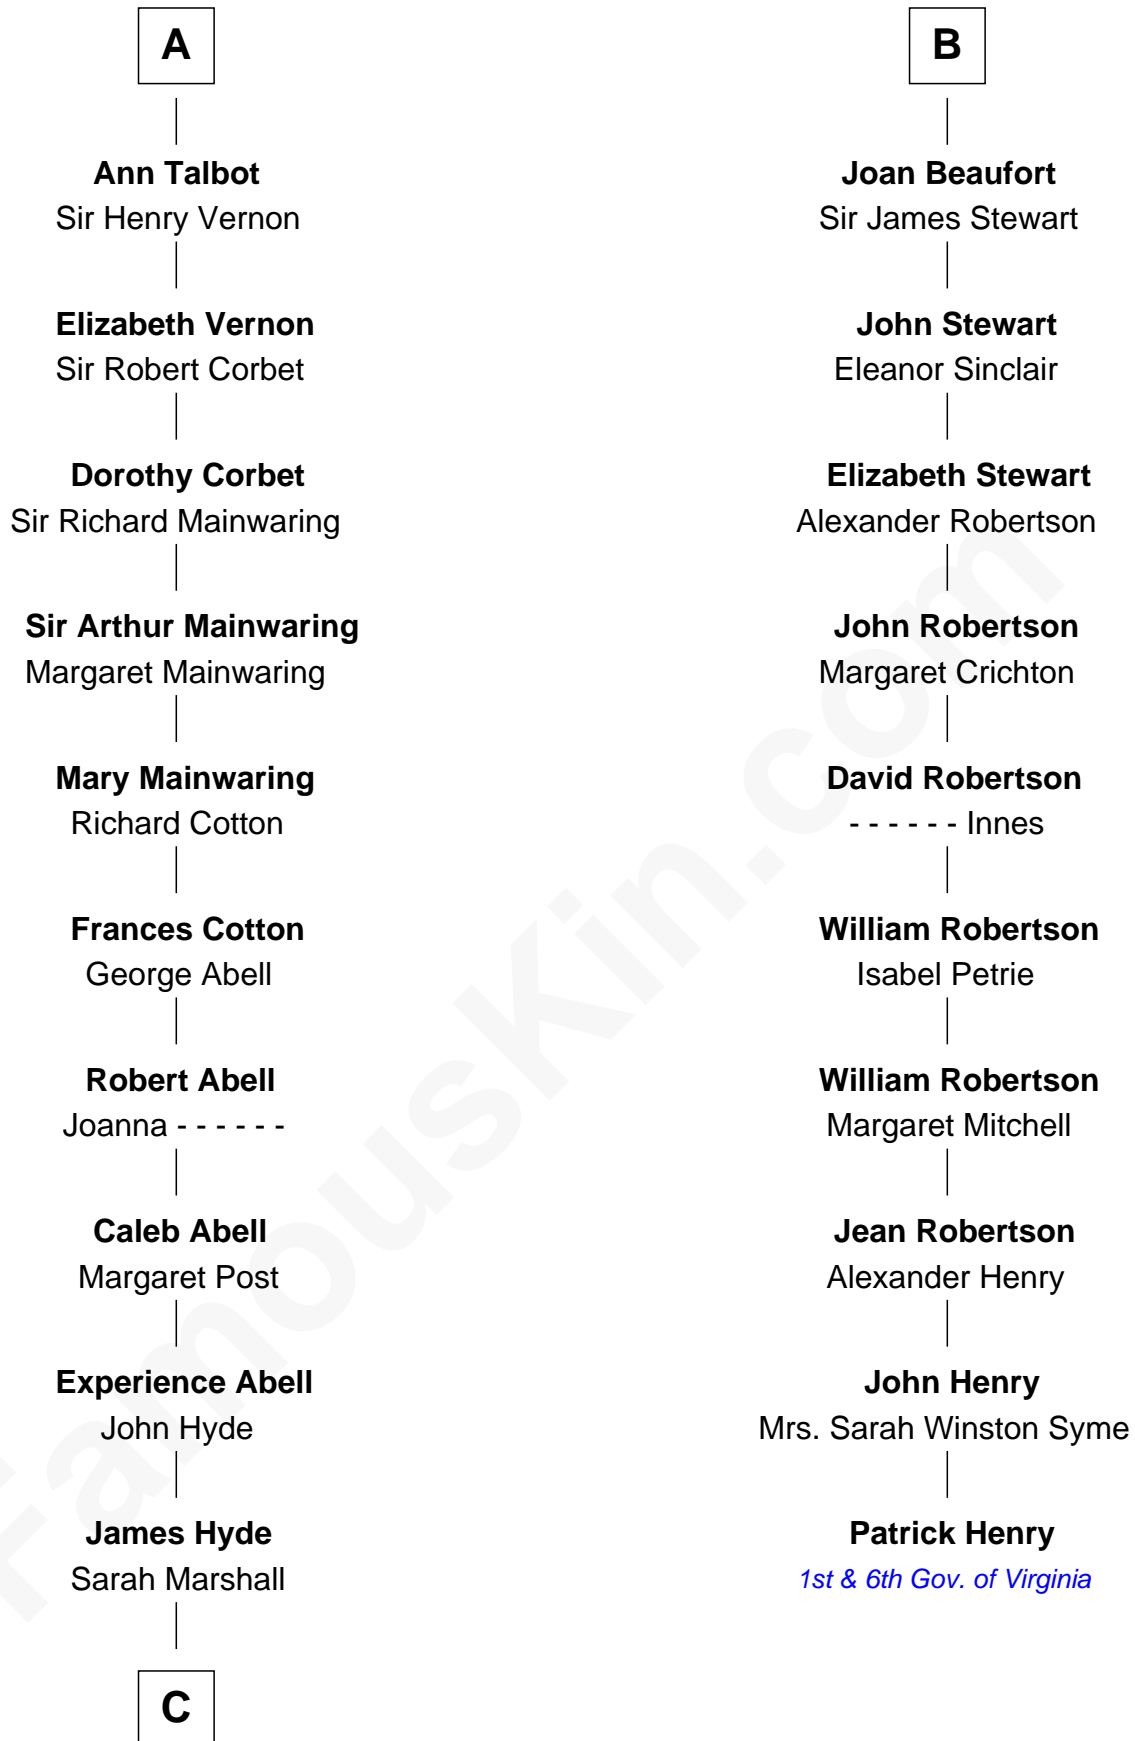 A
Ann Talbot
Sir Henry Vernon
Elizabeth Vernon
Sir Robert Corbet
Dorothy Corbet
Sir Richard Mainwaring
Sir Arthur Mainwaring
Margaret Mainwaring
Mary Mainwaring
Richard Cotton
Frances Cotton
George Abell
Robert Abell
Joanna - - - - - -
Caleb Abell
Margaret Post
Experience Abell
John Hyde
James Hyde
Sarah Marshall
C
B
Joan Beaufort
Sir James Stewart
John Stewart
Eleanor Sinclair
Elizabeth Stewart
Alexander Robertson
John Robertson
Margaret Crichton
David Robertson
- - - - - - Innes
William Robertson
Isabel Petrie
William Robertson
Margaret Mitchell
Jean Robertson
Alexander Henry
John Henry
Mrs. Sarah Winston Syme
Patrick Henry
1st & 6th Gov. of Virginia
FamousKin.com